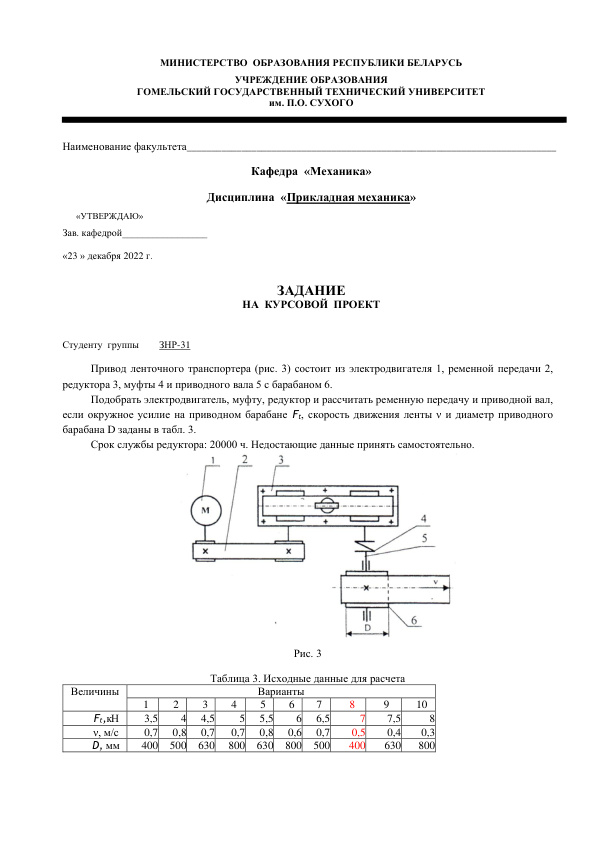 МИНИСТЕРСТВО ОБРАЗОВАНИЯ РЕСПУБЛИКИ БЕЛАРУСЬ
УЧРЕЖДЕНИЕ ОБРАЗОВАНИЯ
ГОМЕЛЬСКИЙ ГОСУДАРСТВЕННЫЙ ТЕХНИЧЕСКИЙ УНИВЕРСИТЕТ
им. П.О. СУХОГО
Наименование факультета
Кафедра «Механика»
Дисциплина «Прикладная механика»
«УТВЕРЖДАЮ»
Зав. кафедрой
«23 » декабря 2022 г.
ЗАДАНИЕ
НА КУРСОВОЙ ПРОЕКТ
Студенту группы ЗНР-31
Привод ленточного транспортера (рис. 3) состоит из электродвигателя 1, ременной передачи 2,
редуктора 3, муфты 4 и приводного вала 5 с барабаном 6.
Подобрать электродвигатель, муфту, редуктор и рассчитать ременную передачу и приводной вал,
если окружное усилие на приводном барабане Ft, скорость движения ленты ν и диаметр приводного
барабана D заданы в табл. 3.
Срок службы редуктора: 20000 ч. Недостающие данные принять самостоятельно.
1 2 3
М
4
5
v
D 6
Рис. 3
Таблица 3. Исходные данные для расчета
Величины Варианты
1 2 3 4 5 6 7 8 9 10
Ft,кН 3,5 4 4,5 5 5,5 6 6,5 7 7,5 8
ν, м/с 0,7 0,8 0,7 0,7 0,8 0,6 0,7 0,5 0,4 0,3
D, мм 400 500 630 800 630 800 500 400 630 800